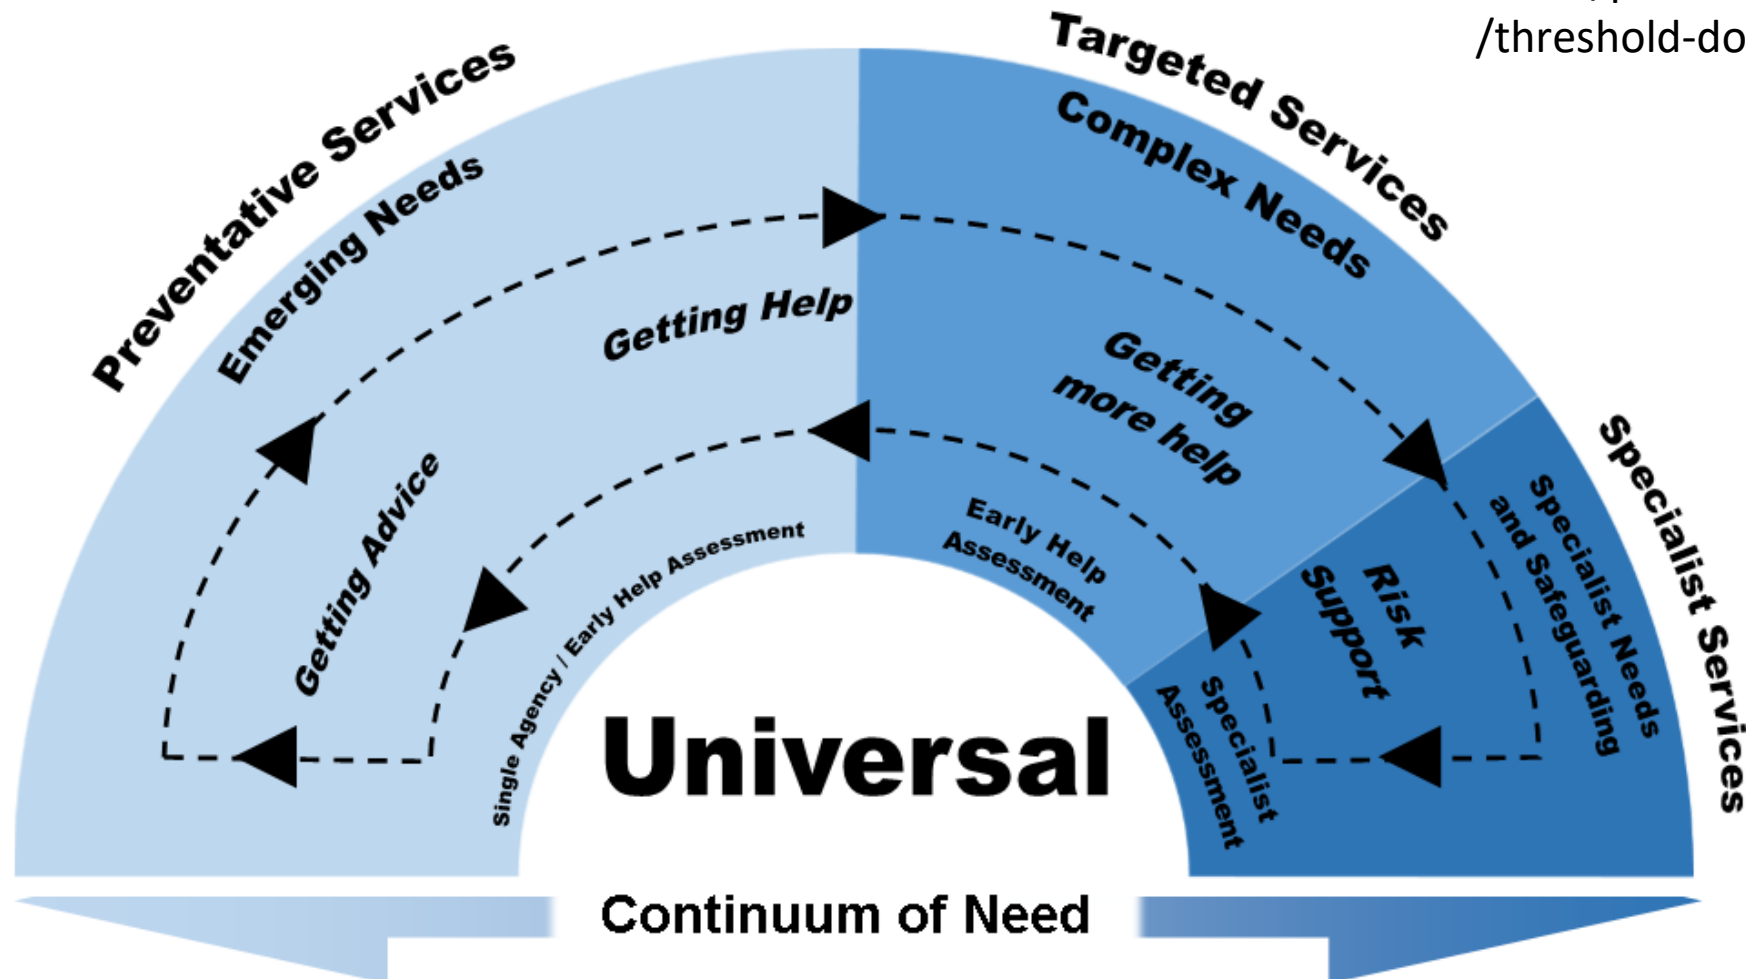 /threshold-do
Preventative Services
Emerging Needs
Getting Advice
Getting Help
Single Agency / Early Help Assessment
Targeted Services
Complex Needs
Getting
more help
Early Help
Assessment
Specialist Services
Specialist Needs
and Safeguarding
Risk
Support
Specialist
Assessment
Universal
Continuum of Need